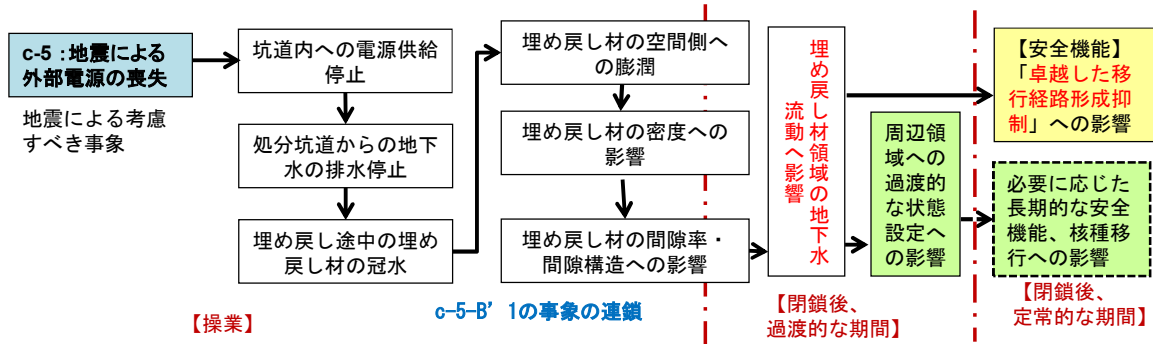 c-5：地震による
外部電源の喪失
地震による考慮
すべき事象
坑道内への電源供給
停止
処分坑道からの地下
水の排水停止
埋め戻し途中の埋め
戻し材の冠水
埋め戻し材の空間側へ
の膨潤
埋め戻し材の密度への
影響
埋め戻し材の間隙率・
間隙構造への影響
埋め戻し材領域の地下水
流動へ影響
周辺領
域への
過渡的
な状態
設定へ
の影響
【安全機能】
「卓越した移
行経路形成抑
制」への影響
必要に応じた
長期的な安全
機能、核種移
行への影響
【操業】
c-5-B’1の事象の連鎖
【閉鎖後、
過渡的な期間】
【閉鎖後、
定常的な期間】